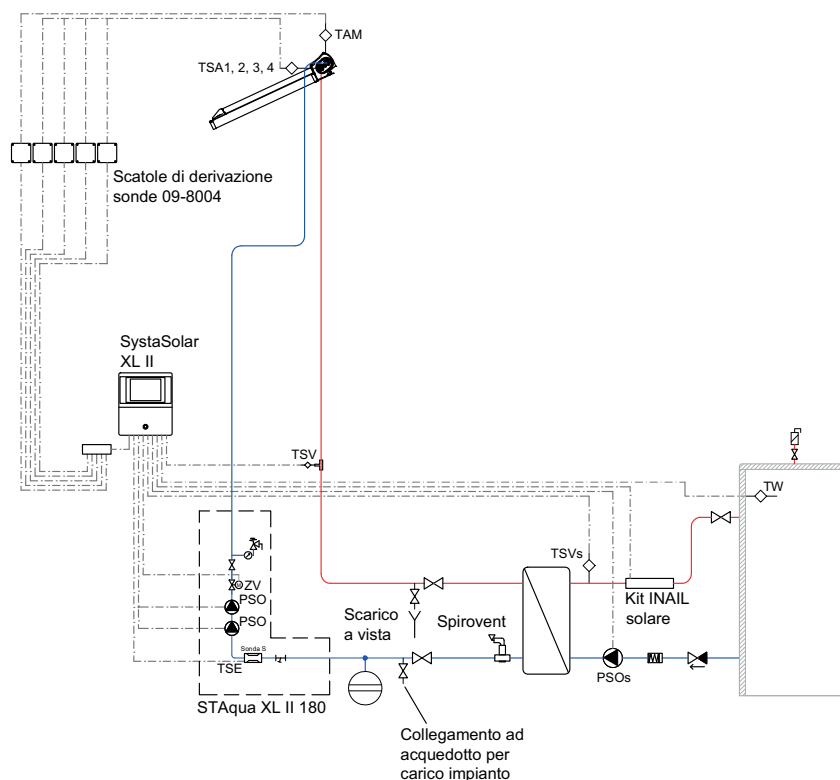 TAM
TSA1, 2, 3, 4
Scatole di derivazione
sonde 09-8004
SystaSolar
XL II
TSV
TW
TSVs
ZV
PSO
PSO
Kit INAIL
solare
Scarico
a vista
Spirovent
Sonda S
TSE
PSOs
STAqua XL II 180
Collegamento ad
acquedotto per
carico impianto